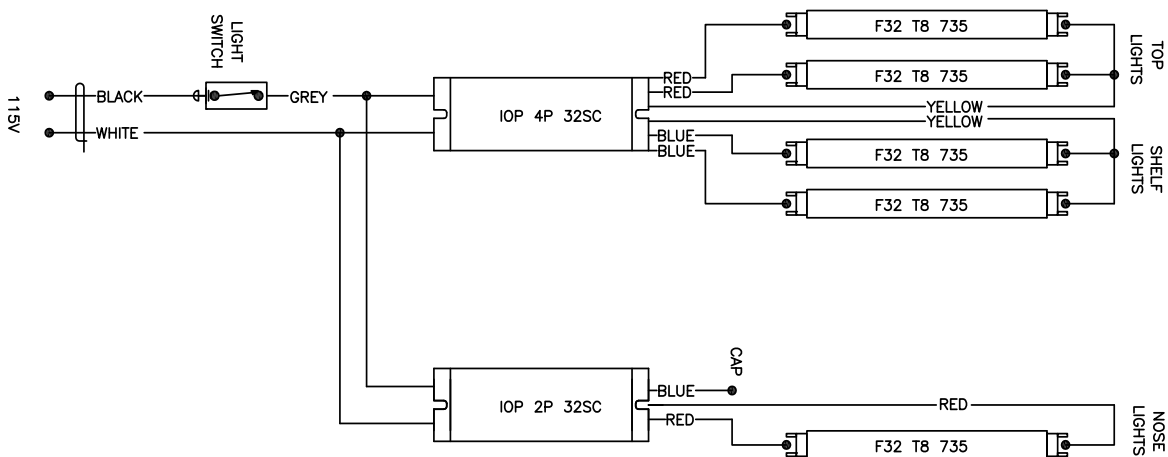 F32 T8 735
TOP
LIGHTS
F32 T8 735
LIGHT
SWITCH
RED
RED
115V
BLACK
GREY
IOP 4P 32SC
YELLOW
YELLOW
WHITE
BLUE
BLUE
F32 T8 735
SHELF
LIGHTS
F32 T8 735
CAP
BLUE
IOP 2P 32SC
RED
RED
F32 T8 735
NOSE
LIGHTS